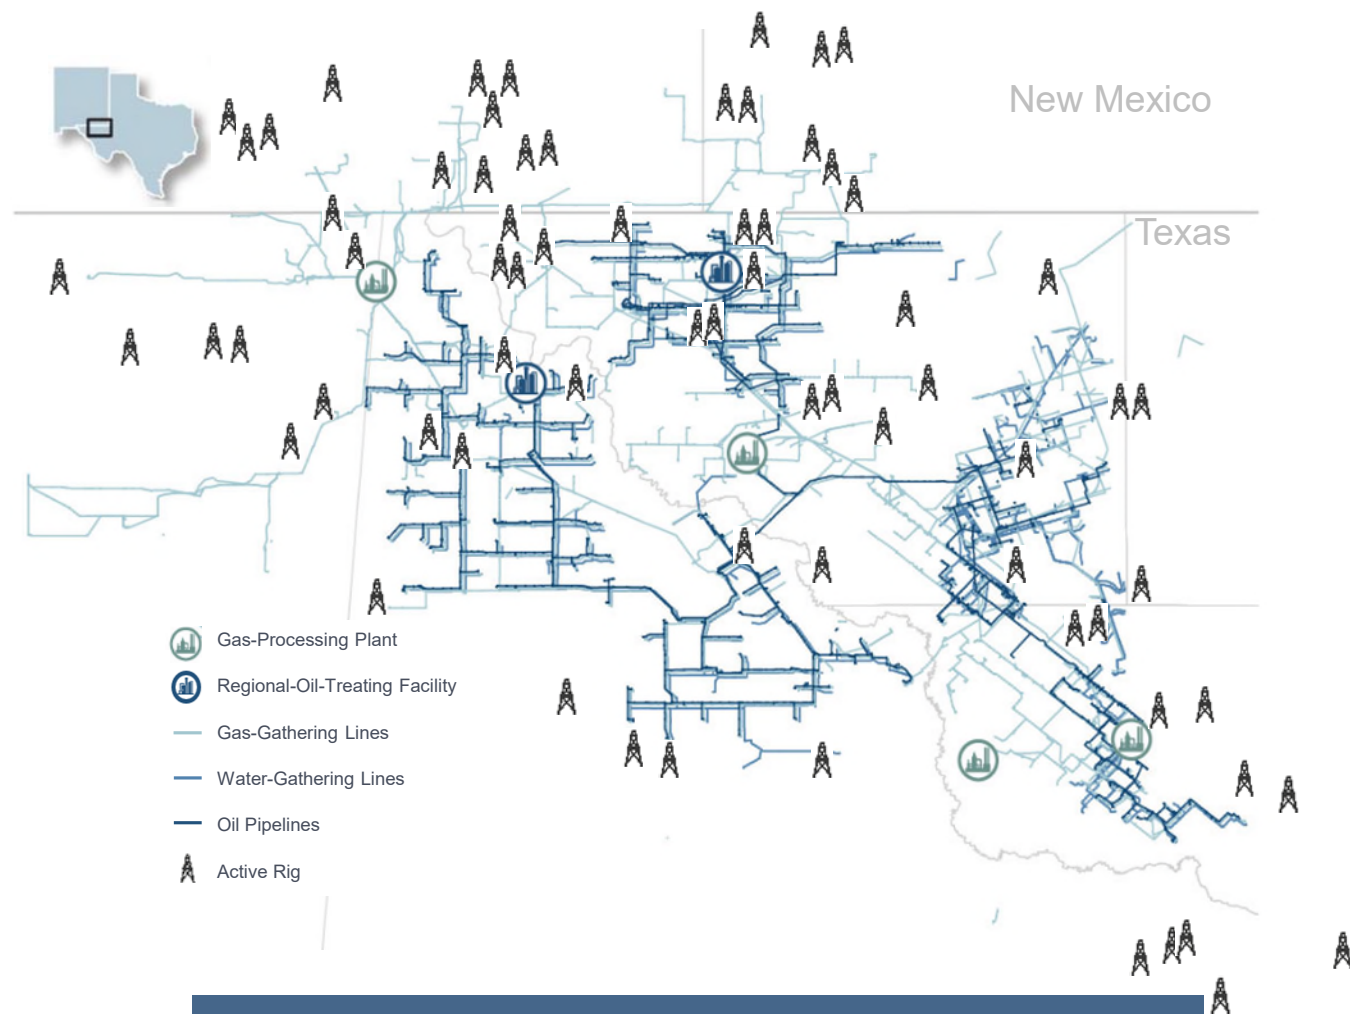 New Mexico
Texas
Gas-Processing Plant
Regional-Oil-Treating Facility
Gas-Gathering Lines
Water-Gathering Lines
Oil Pipelines
Active Rig